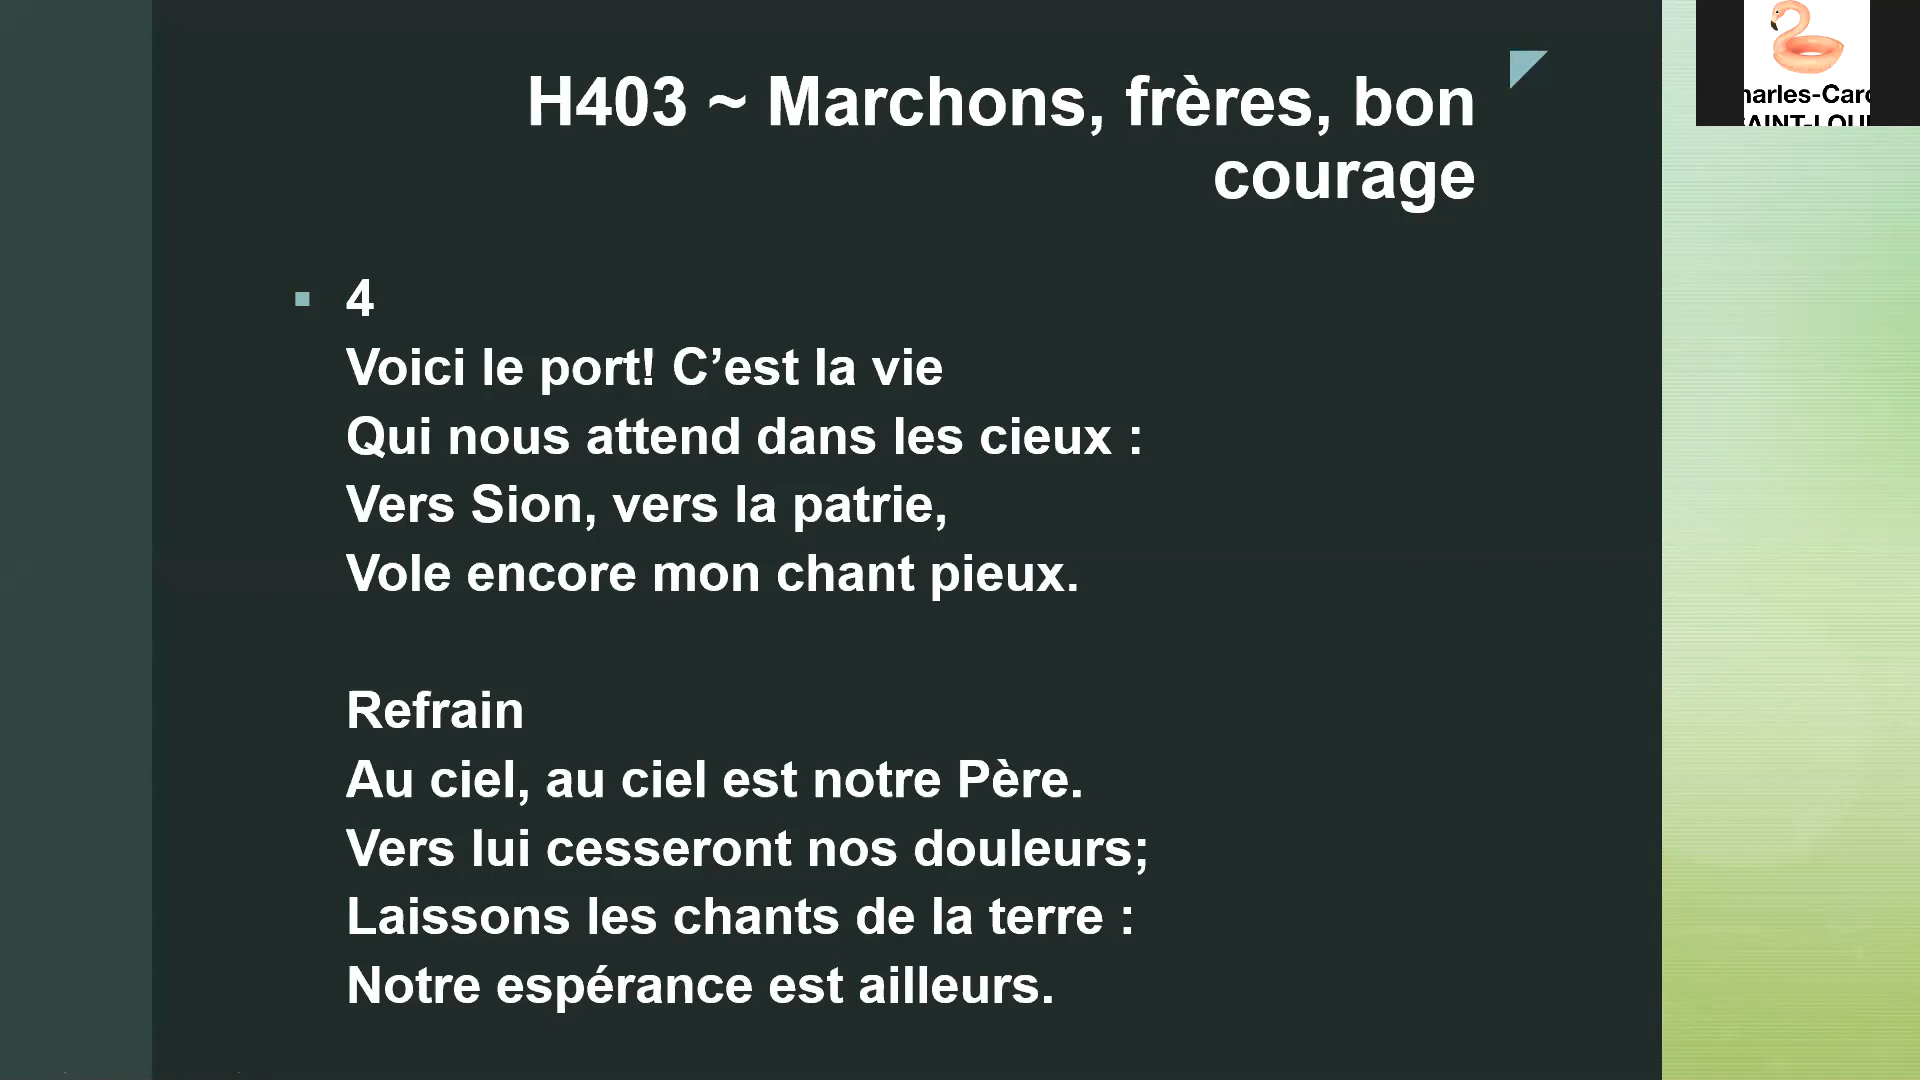 H403 ~ Marchons, frères, bon
courage
4
Voici le port! C’est la vie
Qui nous attend dans les cieux :
Vers Sion, vers la patrie,
Vole encore mon chant pieux.
Refrain
Au ciel, au ciel est notre Père.
Vers lui cesseront nos douleurs;
Laissons les chants de la terre :
Notre espérance est ailleurs.